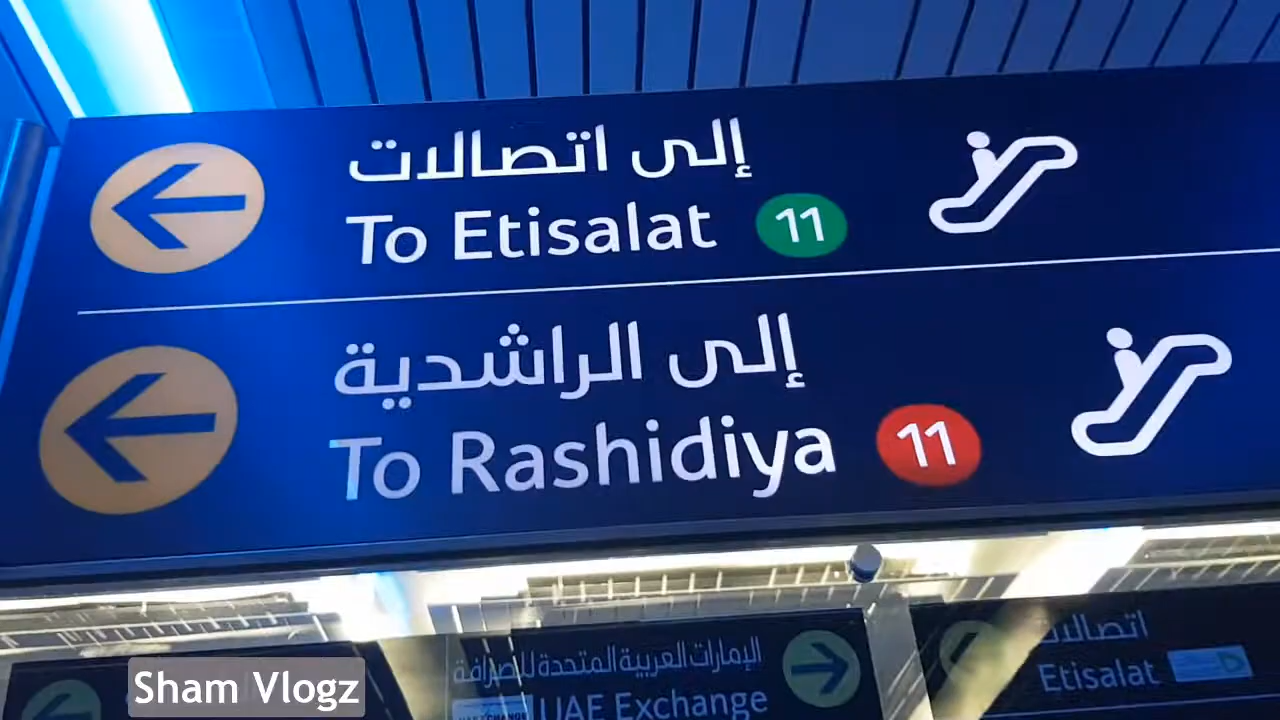 إلى اتصالات
To Etisalat 11
إلى الراشدية
To Rashidiya 11
الإمارات العربية المتحدة للصرافة
UAE Exchange
اتصالات
Etisalat
Sham Vlogz